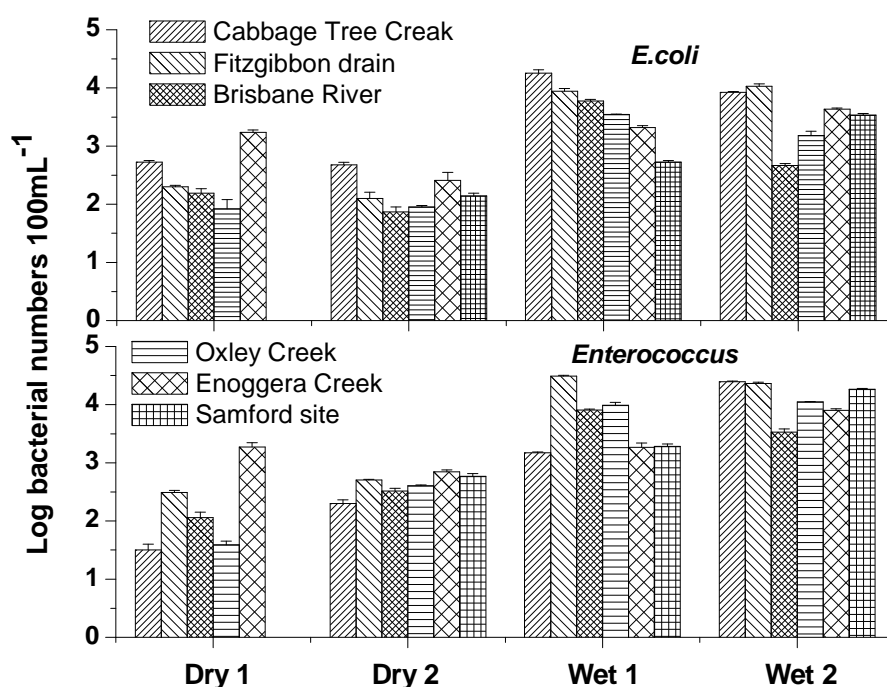 5
4
3
2
1
0
Cabbage Tree Creak
Fitzgibbon drain
Brisbane River
E.coli
5
4
3
2
1
0
Oxley Creek
Enoggera Creek
Samford site
Enterococcus
Log bacterial numbers 100mL-1
Dry 1 Dry 2 Wet 1 Wet 2